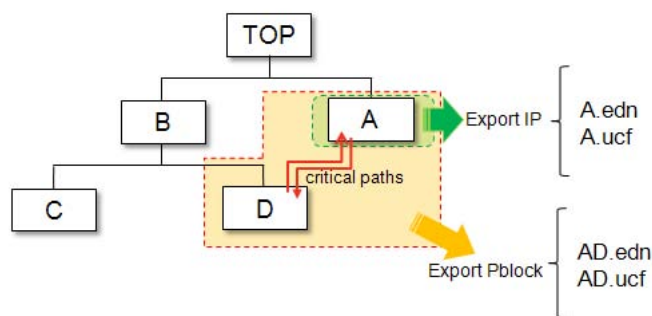 TOP
B
A
Export IP
A.edn
A.ucf
critical paths
C
D
Export Pblock
AD.edn
AD.ucf